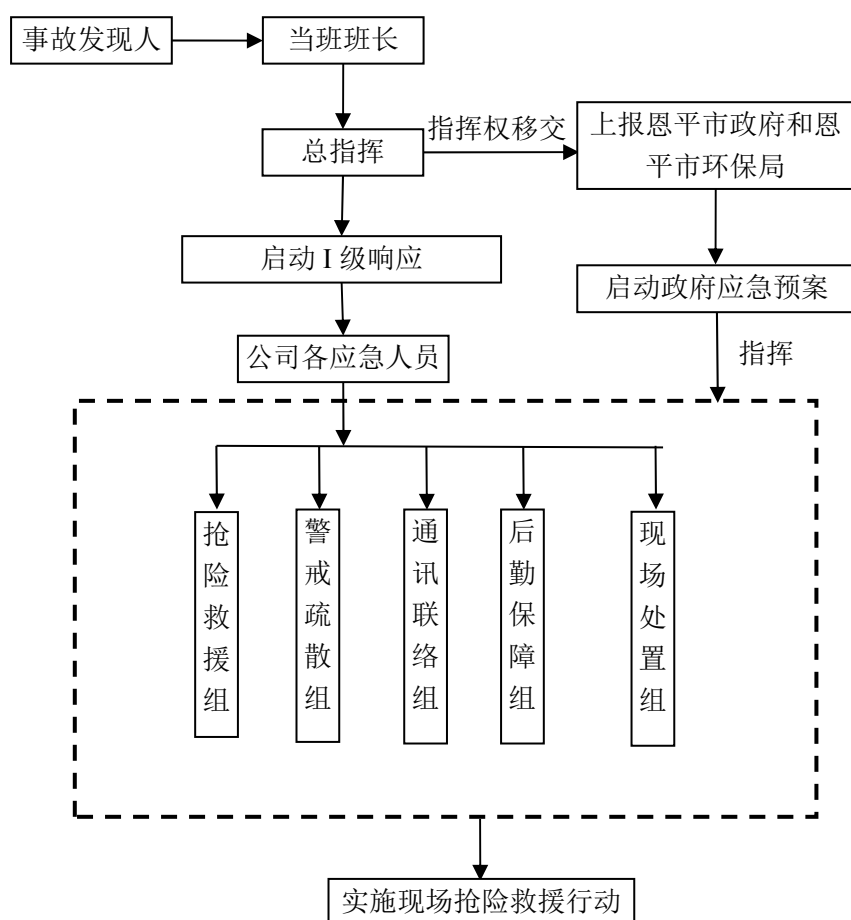 事故发现人
当班班长
总指挥
指挥权移交
上报恩平市政府和恩
平市环保局
启动 I 级响应
启动政府应急预案
公司各应急人员
指挥
抢险救援组
警戒疏散组
通讯联络组
后勤保障组
现场处置组
实施现场抢险救援行动